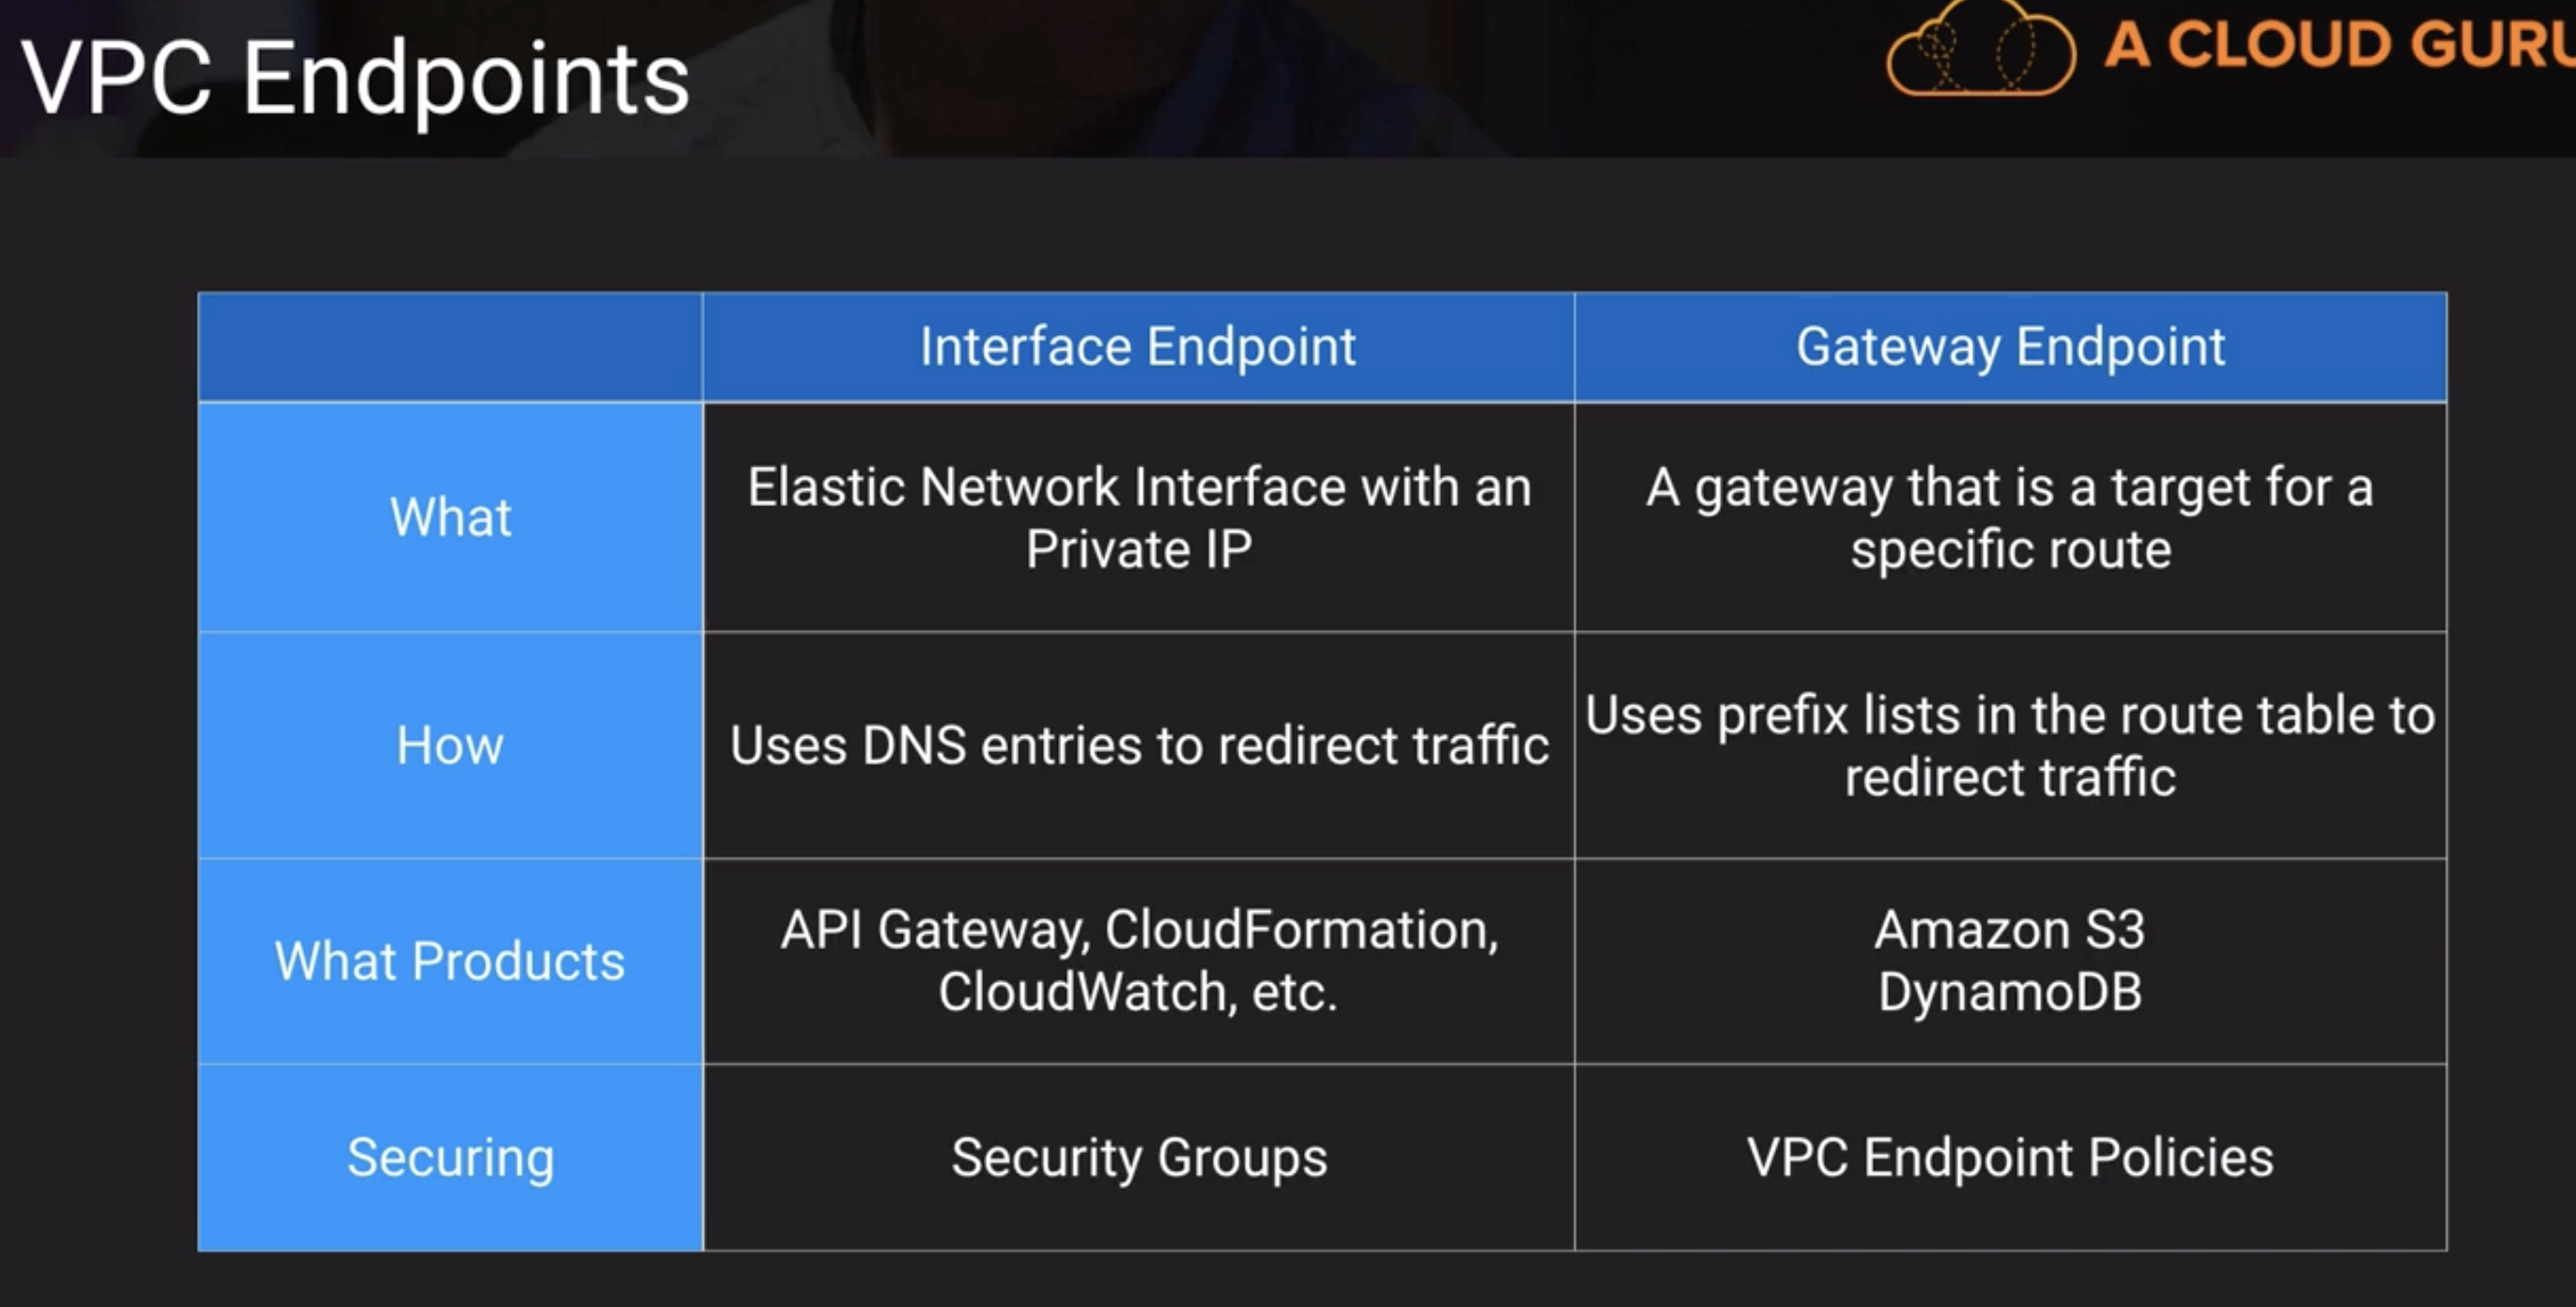 VPC Endpoints
A CLOUD GURU
Interface Endpoint
Gateway Endpoint
What
Elastic Network Interface with an
Private IP
A gateway that is a target for a
specific route
How
Uses DNS entries to redirect traffic
Uses prefix lists in the route table to
redirect traffic
What Products
API Gateway, CloudFormation,
CloudWatch, etc.
Amazon S3
DynamoDB
Securing
Security Groups
VPC Endpoint Policies